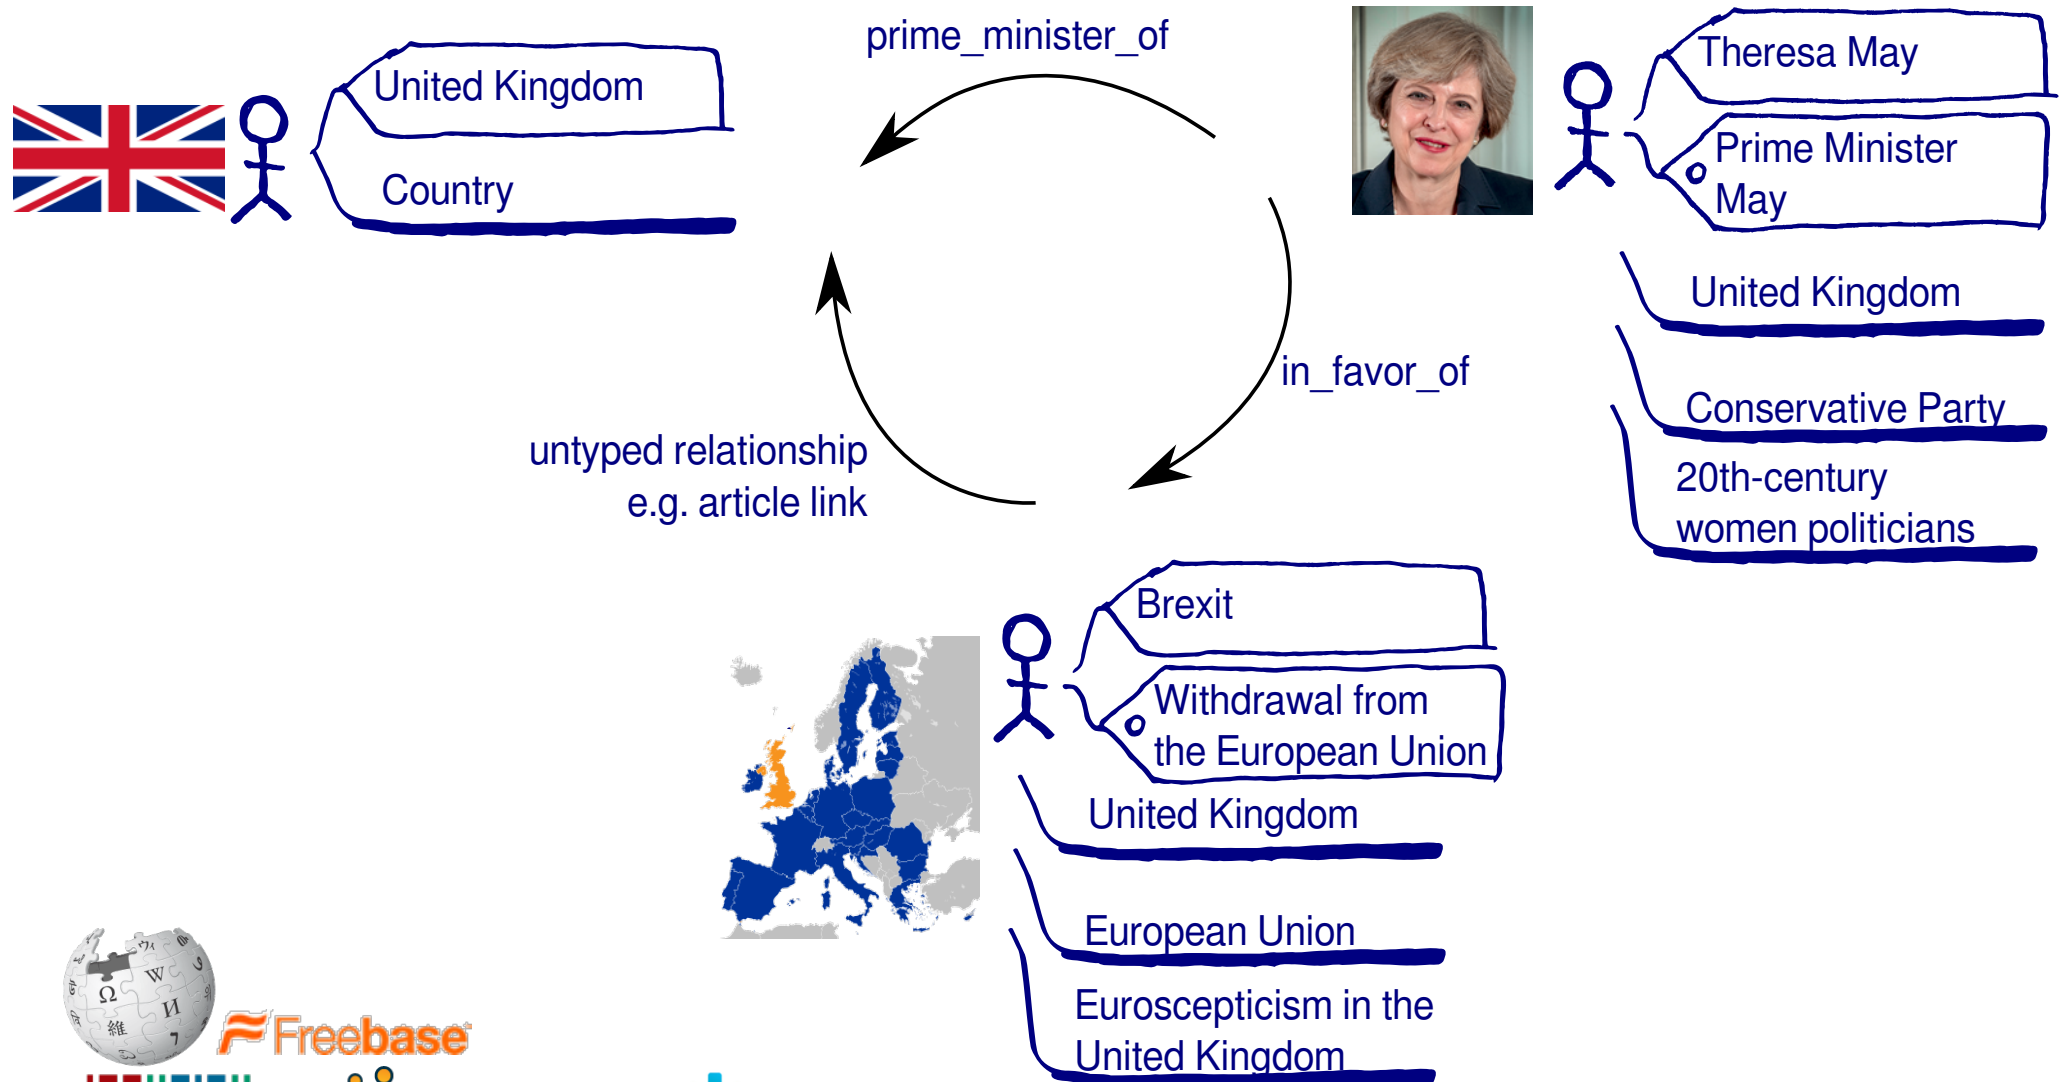 prime_minister_of
United Kingdom
Country
Theresa May
Prime Minister
May
United Kingdom
Conservative Party
20th-century
women politicians
in_favor_of
untyped relationship
e.g. article link
Brexit
Withdrawal from
the European Union
United Kingdom
European Union
Euroscepticism in the
United Kingdom
Ω W И
維
Freebase